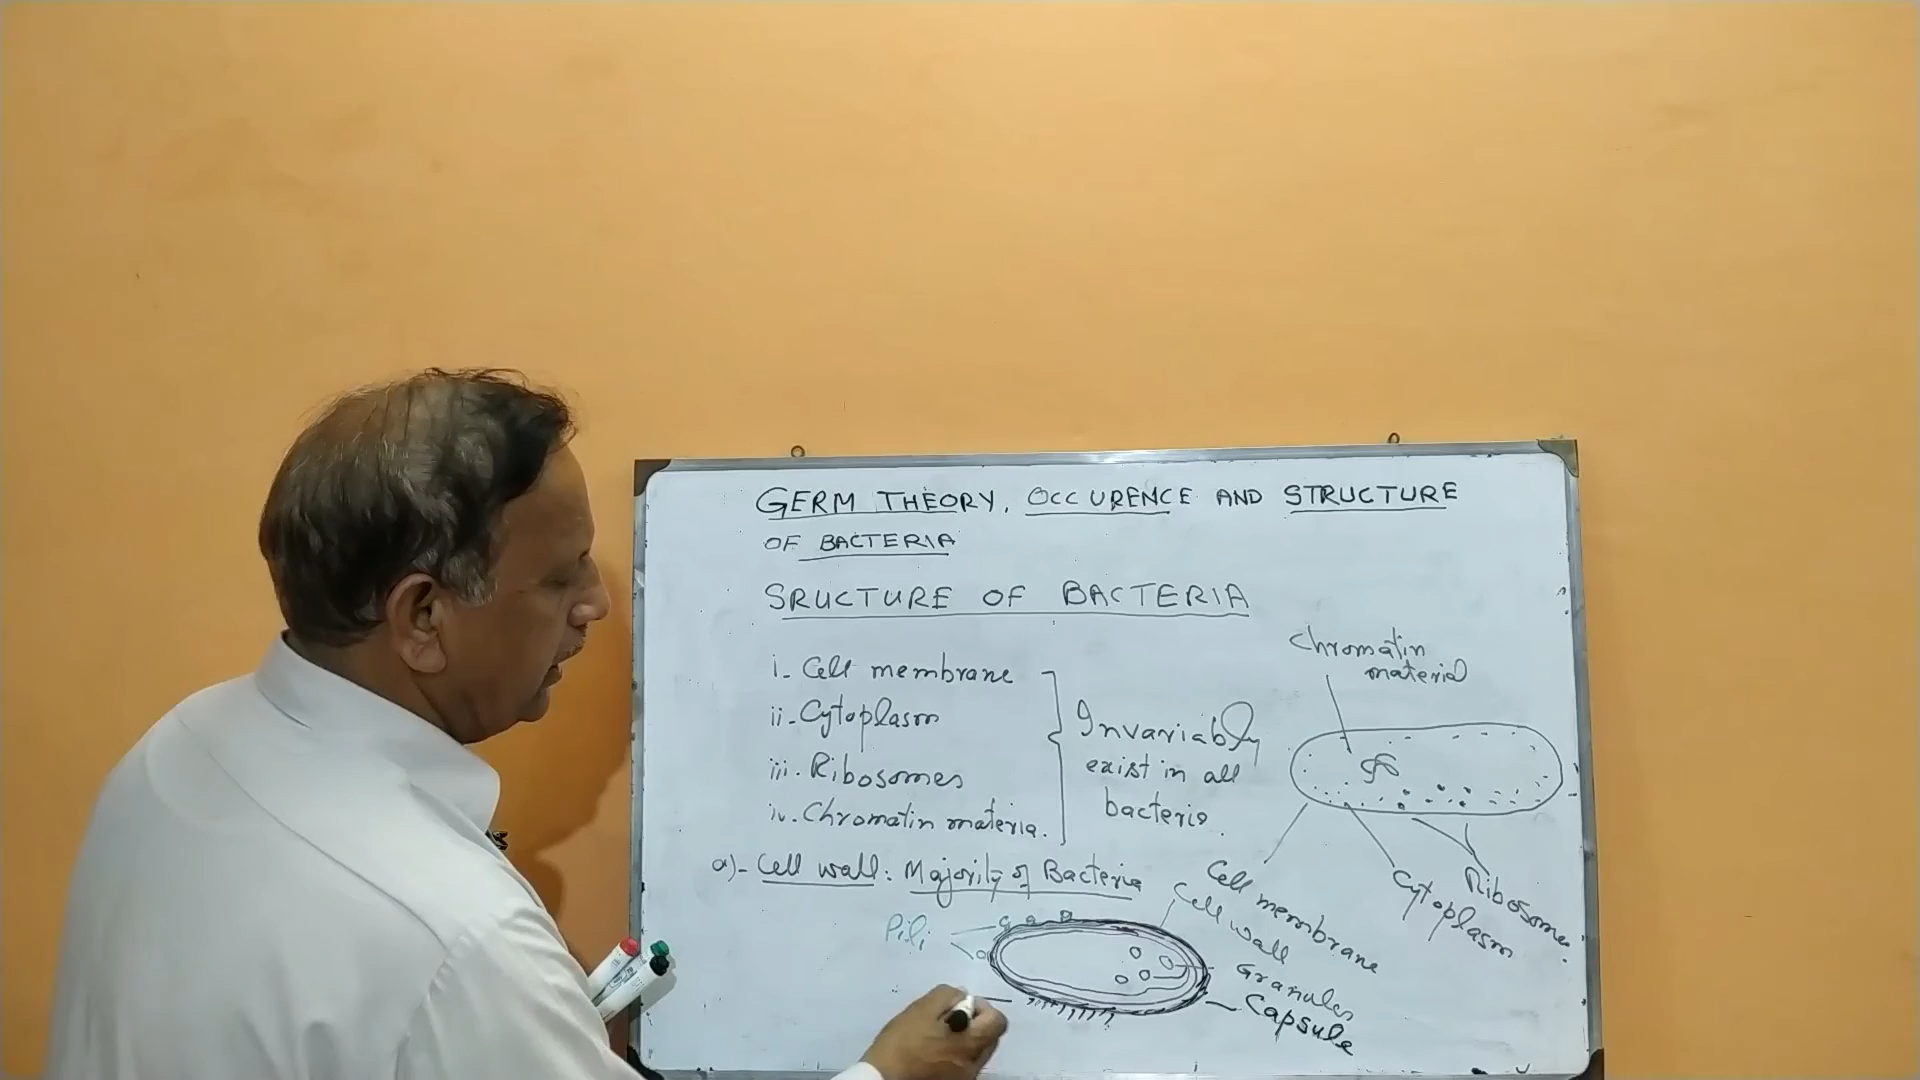 GERM THEORY, OCCURENCE AND STRUCTURE
OF BACTERIA
SRUCTURE OF BACTERIA
i- Cell membrane
ii- Cytoplasm
iii. Ribosomes
iv. Chromatin materia.
Invariably
exist in all
bacteria.
Chromatin
material
Cell membrane
Cytoplasm
Ribosome.
a)- Cell wall: Majority of Bacteria
Pili
Cell wall
Granules
Capsule